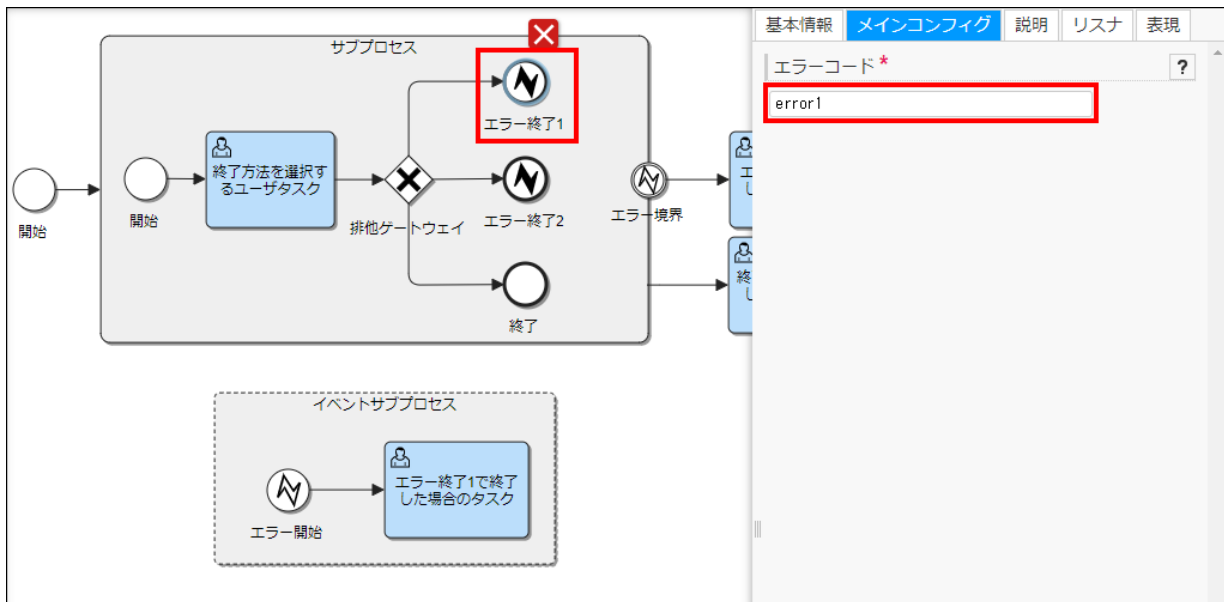 サブプロセス
エラー終了1
終了方法を選択す
るユーザタスク
開始
開始
排他ゲートウェイ
エラー終了2
エラー境界
終了
イベントサブプロセス
エラー終了1で終了
した場合のタスク
エラー開始
エ
し
終
し
基本情報
メインコンフィグ
説明
リスナ
表現
エラーコード *
?
error1